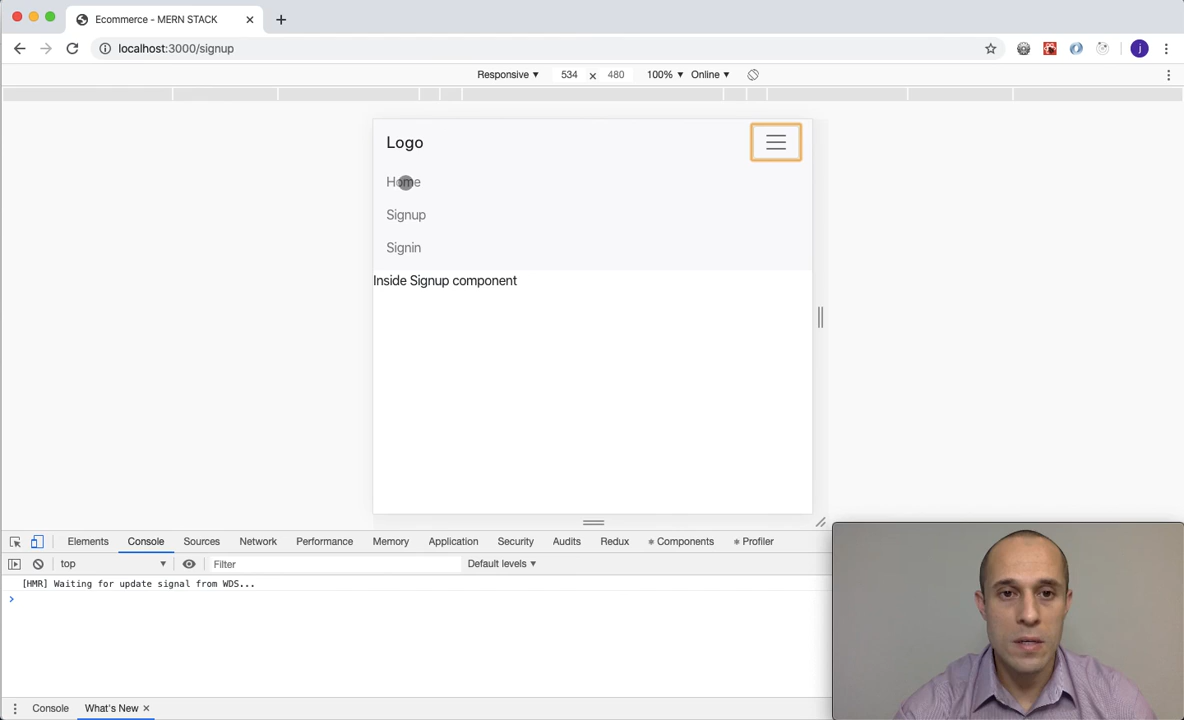 Ecommerce - MERN STACK
localhost:3000/signup
j
Responsive ▾ 534 × 480 100% ▾ Online ▾
Logo
Home
Signup
Signin
Inside Signup component
Elements Console Sources Network Performance Memory Application Security Audits Redux Components Profiler
top ▾ Filter Default levels ▾
[HMR] Waiting for update signal from WDS...
Console What's New